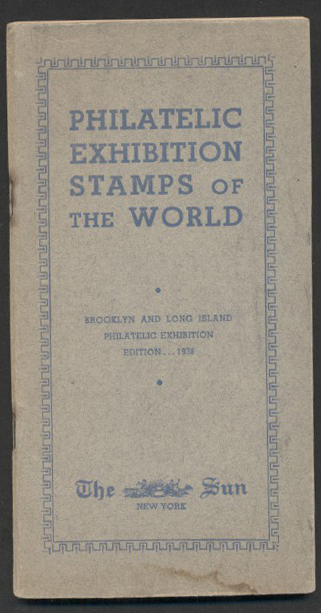 PHILATELIC
EXHIBITION
STAMPS OF
THE WORLD
BROOKLYN AND LONG ISLAND
PHILATELIC EXHIBITION
EDITION...1938
The Sun
NEW YORK